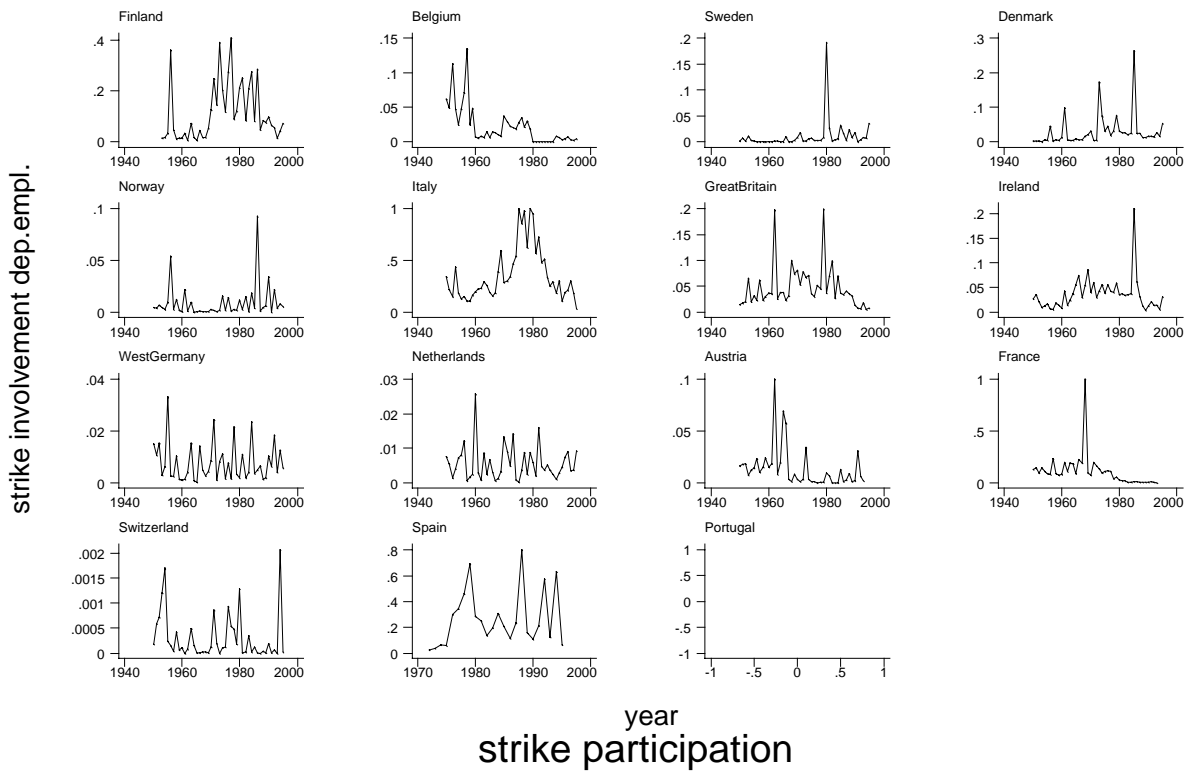 Finland Belgium Sweden Denmark
.4 .15 .2 .3
.15
.1 .2
.2 .1
.05 .1
.05
0 0 0 0
1940 1960 1980 2000 1940 1960 1980 2000 1940 1960 1980 2000 1940 1960 1980 2000
Norway Italy GreatBritain Ireland
.1 1 .2 .2
.15 .15
.05 .5 .1 .1
.05 .05
0 0 0 0
1940 1960 1980 2000 1940 1960 1980 2000 1940 1960 1980 2000 1940 1960 1980 2000
WestGermany Netherlands Austria France
.04 .03 .1 1
.02
.02 .05 .5
.01
0 0 0 0
1940 1960 1980 2000 1940 1960 1980 2000 1940 1960 1980 2000 1940 1960 1980 2000
Switzerland Spain Portugal
.002 .8 1
.0015 .6 .5
.001 .4 0
.0005 .2 -.5
0 0 -1
1940 1960 1980 2000 1970 1980 1990 2000 -1 -.5 0 .5 1
strike involvement dep.empl.
year
strike participation